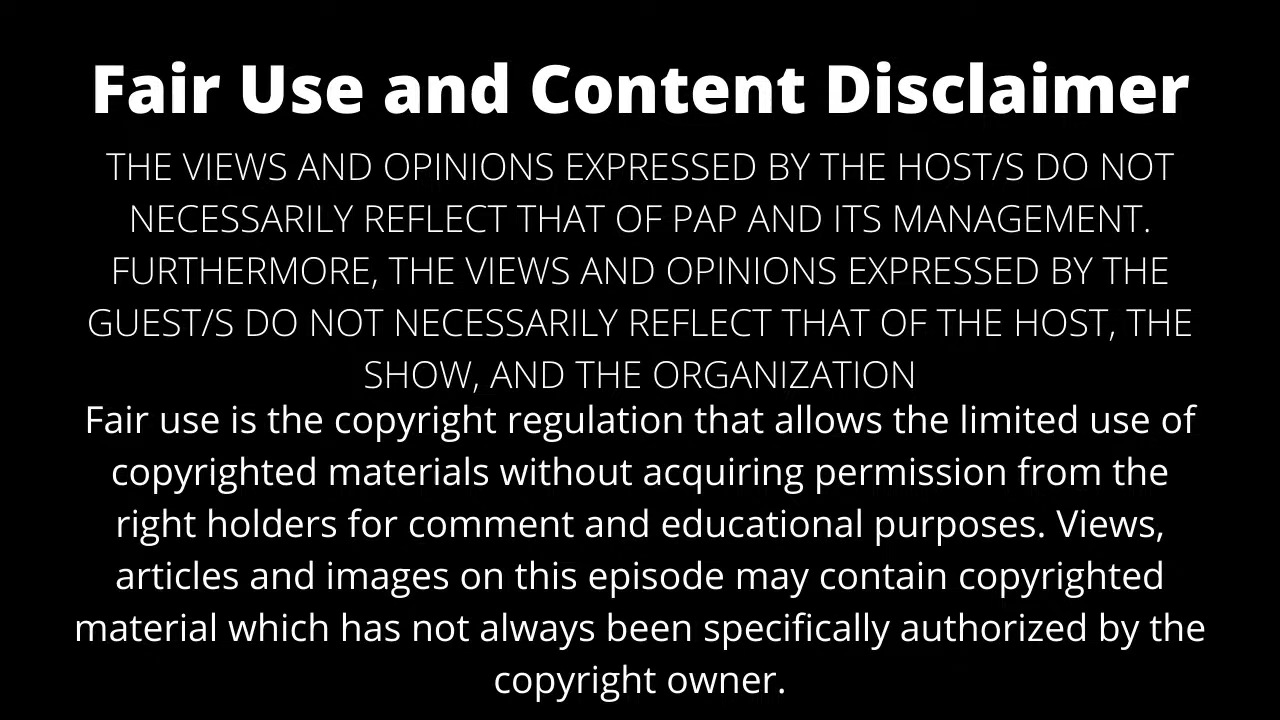 Fair Use and Content Disclaimer
THE VIEWS AND OPINIONS EXPRESSED BY THE HOST/S DO NOT
NECESSARILY REFLECT THAT OF PAP AND ITS MANAGEMENT.
FURTHERMORE, THE VIEWS AND OPINIONS EXPRESSED BY THE
GUEST/S DO NOT NECESSARILY REFLECT THAT OF THE HOST, THE
SHOW, AND THE ORGANIZATION
Fair use is the copyright regulation that allows the limited use of
copyrighted materials without acquiring permission from the
right holders for comment and educational purposes. Views,
articles and images on this episode may contain copyrighted
material which has not always been specifically authorized by the
copyright owner.